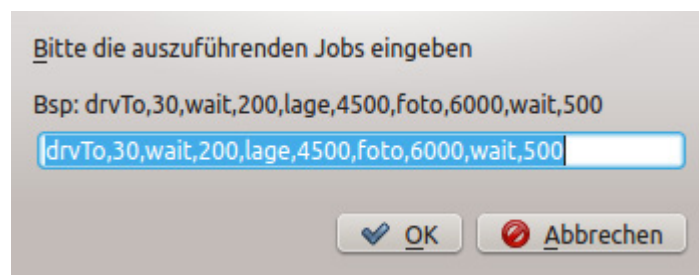 Bitte die auszuführenden Jobs eingeben
Bsp: drvTo,30,wait,200,lage,4500,foto,6000,wait,500
drvTo,30,wait,200,lage,4500,foto,6000,wait,500
OK Abbrechen